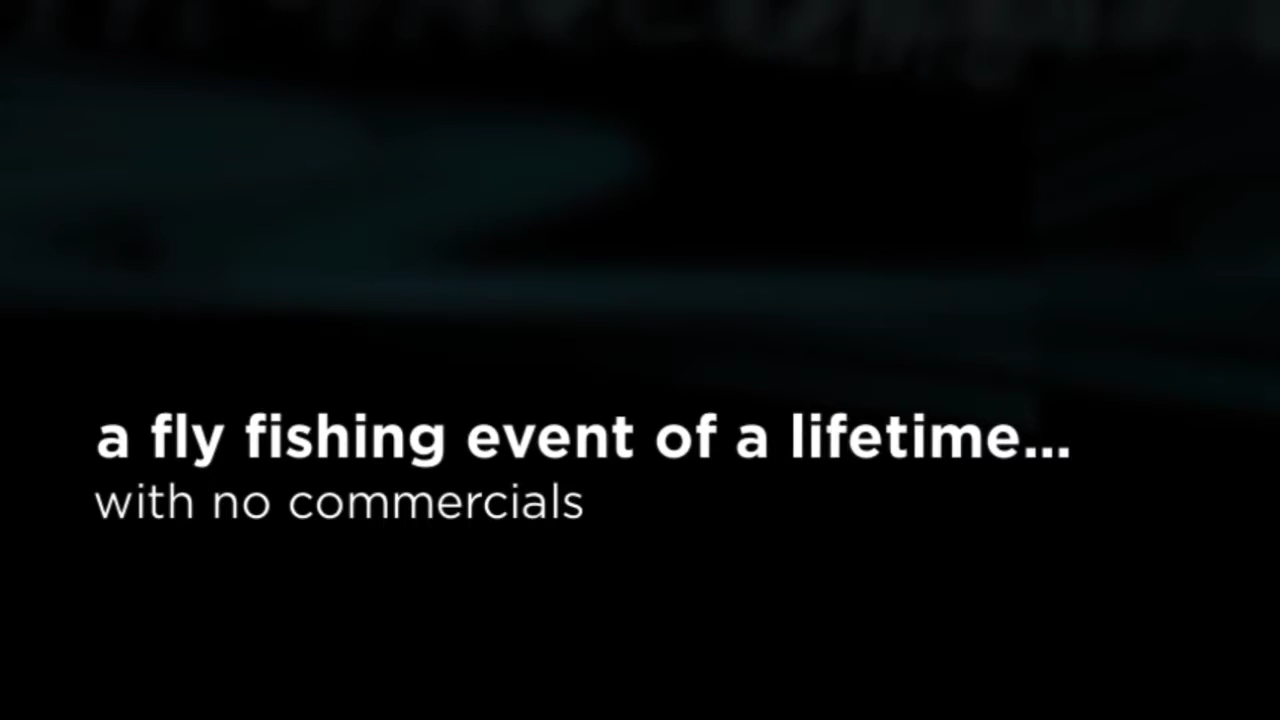 a fly fishing event of a lifetime...
with no commercials